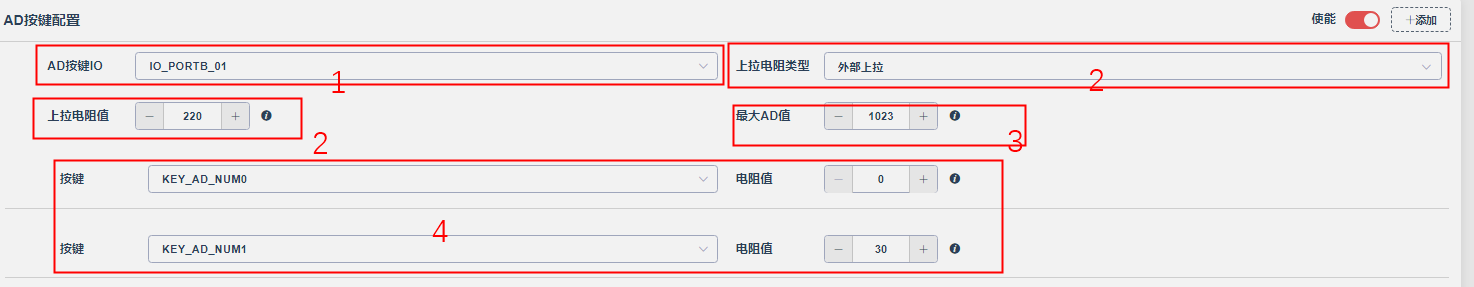 AD按键配置 使能 ＋添加
AD按键IO IO_PORTB_01 1 上拉电阻类型 外部上拉 2
上拉电阻值 − 220 + 2 最大AD值 − 1023 + 3
按键 KEY_AD_NUM0 电阻值 − 0 +
4
按键 KEY_AD_NUM1 电阻值 − 30 +